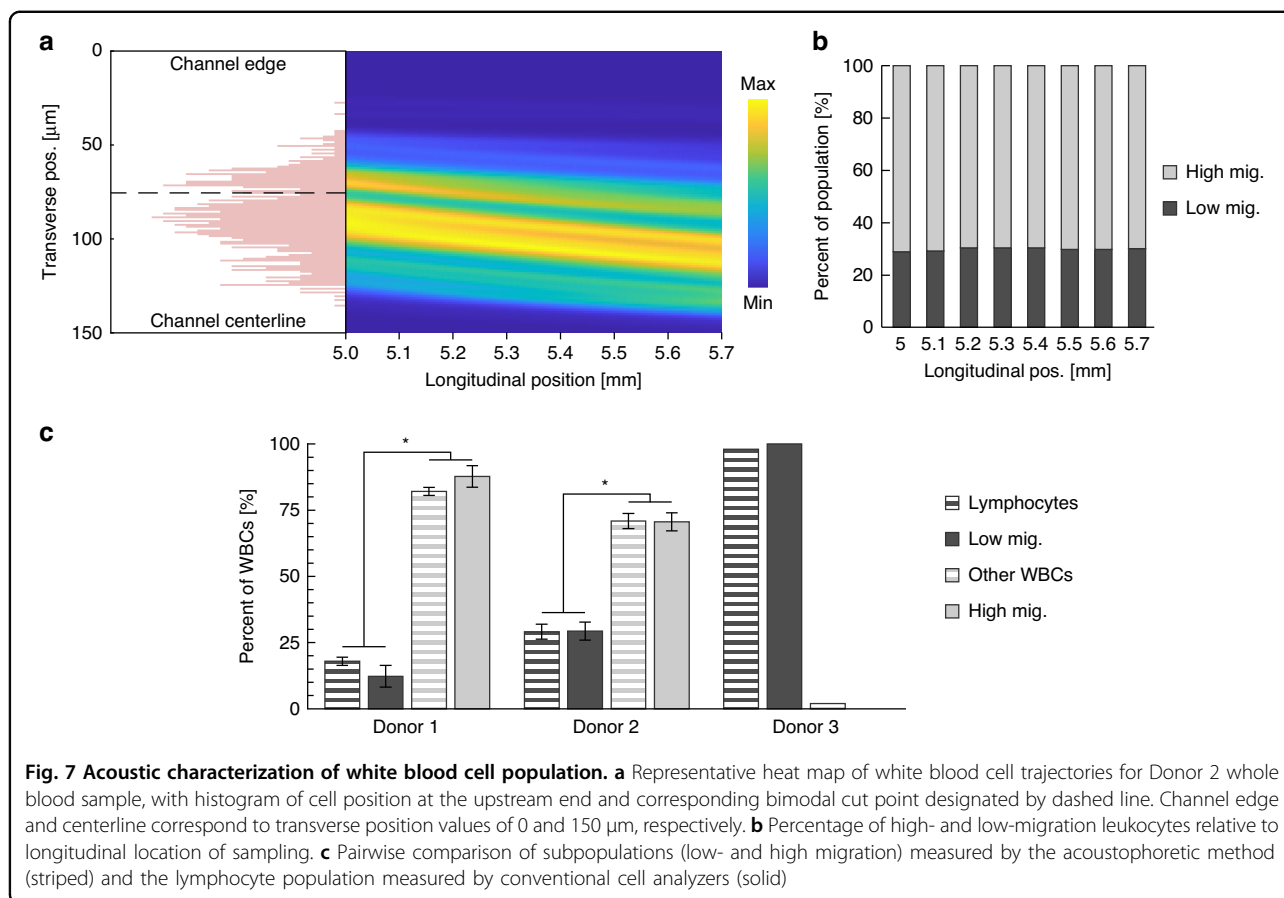 a
0
50
100
150
Transverse pos. [μm]
Channel edge
Channel centerline
5.0 5.1 5.2 5.3 5.4 5.5 5.6 5.7
Longitudinal position [mm]
Max
Min
b
100
80
60
40
20
0
Percent of population [%]
5 5.1 5.2 5.3 5.4 5.5 5.6 5.7
Longitudinal pos. [mm]
High mig.
Low mig.
c
100
75
50
25
0
Percent of WBCs [%]
*
*
Donor 1 Donor 2 Donor 3
Lymphocytes
Low mig.
Other WBCs
High mig.
Fig. 7 Acoustic characterization of white blood cell population. a Representative heat map of white blood cell trajectories for Donor 2 whole
blood sample, with histogram of cell position at the upstream end and corresponding bimodal cut point designated by dashed line. Channel edge
and centerline correspond to transverse position values of 0 and 150 μm, respectively. b Percentage of high- and low-migration leukocytes relative to
longitudinal location of sampling. c Pairwise comparison of subpopulations (low- and high migration) measured by the acoustophoretic method
(striped) and the lymphocyte population measured by conventional cell analyzers (solid)